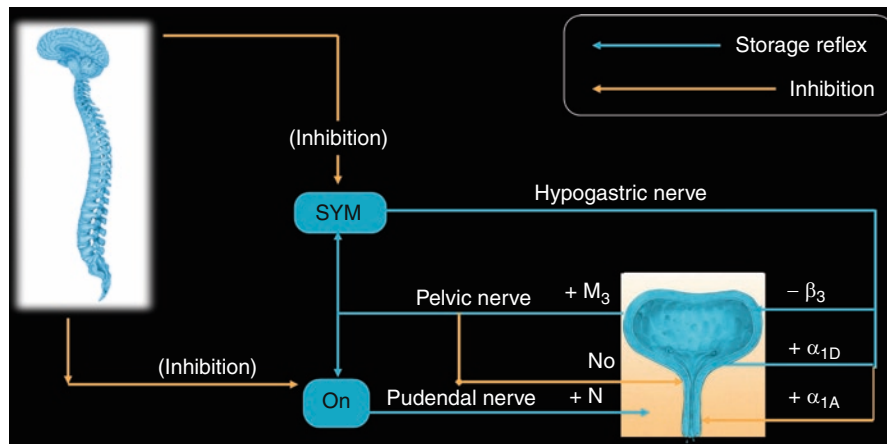 Storage reflex
Inhibition
(Inhibition)
SYM
Hypogastric nerve
Pelvic nerve + M₃
– β₃
No
+ α₁D
(Inhibition)
On
Pudendal nerve + N
+ α₁A